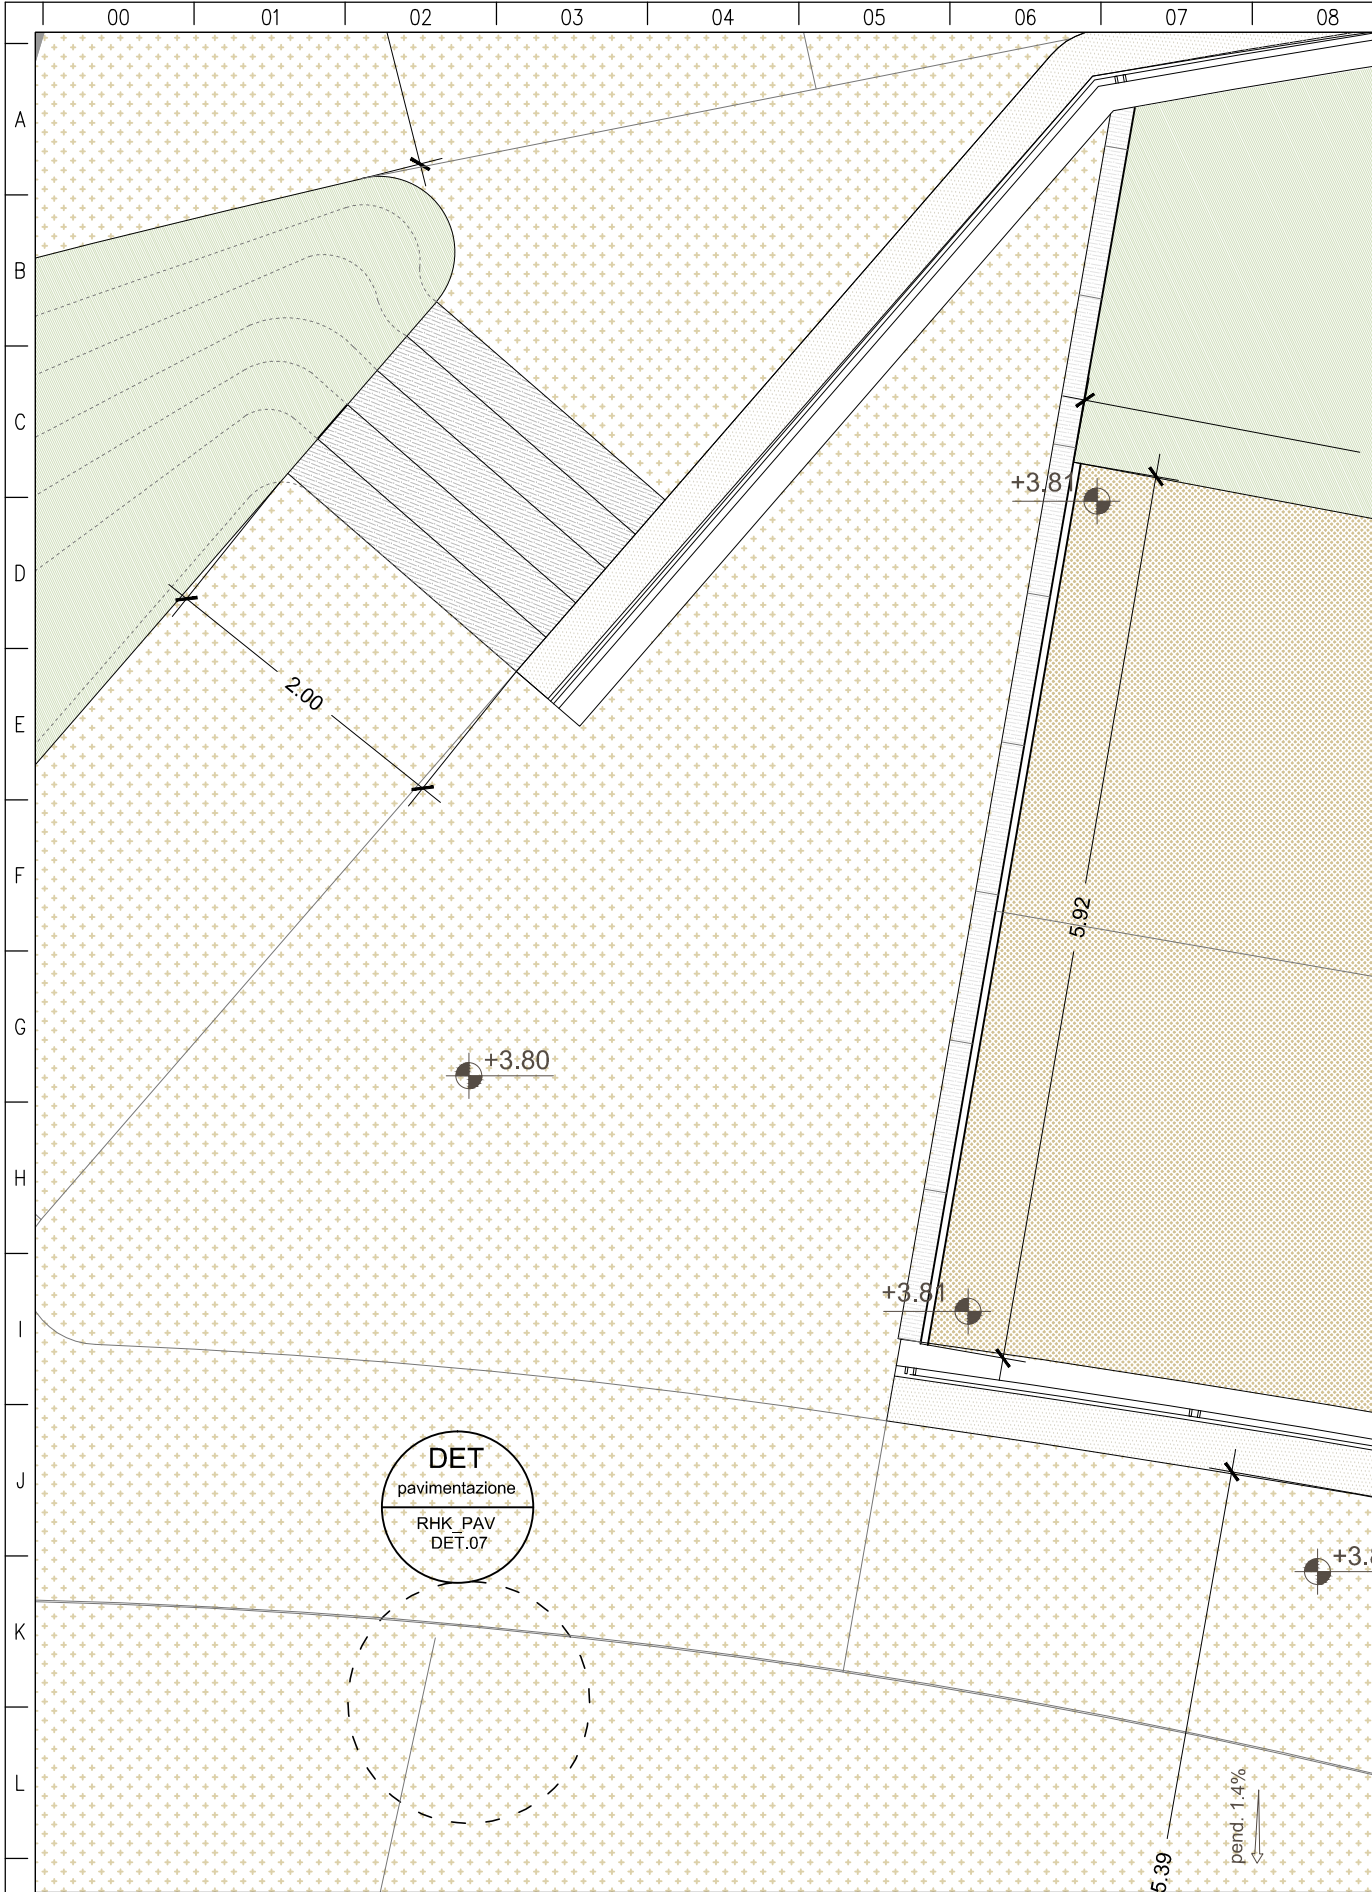 00 01 02 03 04 05 06 07 08
A
B
C
+3.81
D
2.00
E
F
5.92
G
+3.80
H
+3.81
I
DET
J
pavimentazione
RHK_PAV
DET.07
K
L
pend. 1.4%
5.39